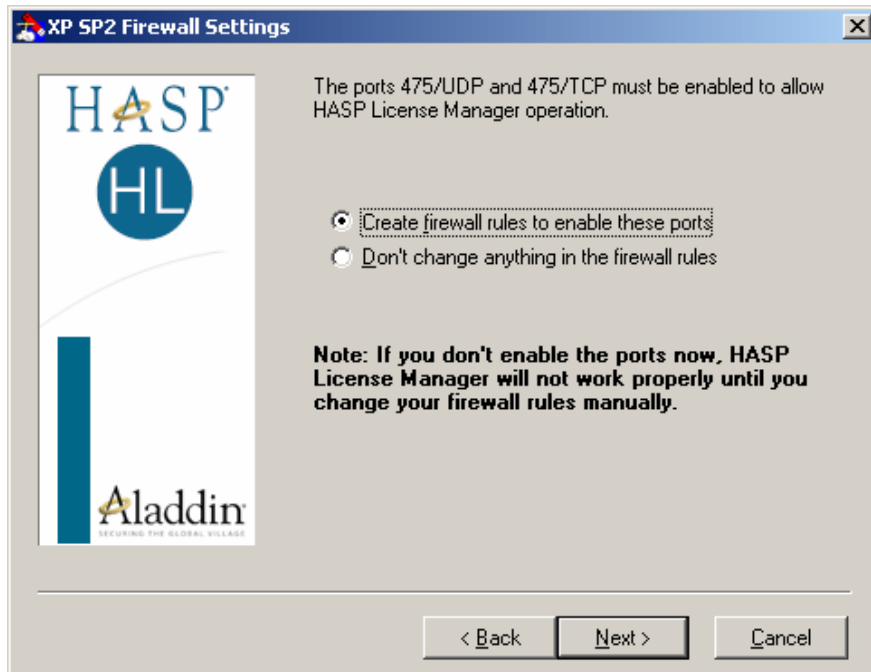 XP SP2 Firewall Settings
HASP
HL
Aladdin
SECURING THE GLOBAL VILLAGE
The ports 475/UDP and 475/TCP must be enabled to allow
HASP License Manager operation.
Create firewall rules to enable these ports
Don't change anything in the firewall rules
Note: If you don't enable the ports now, HASP
License Manager will not work properly until you
change your firewall rules manually.
< Back
Next >
Cancel